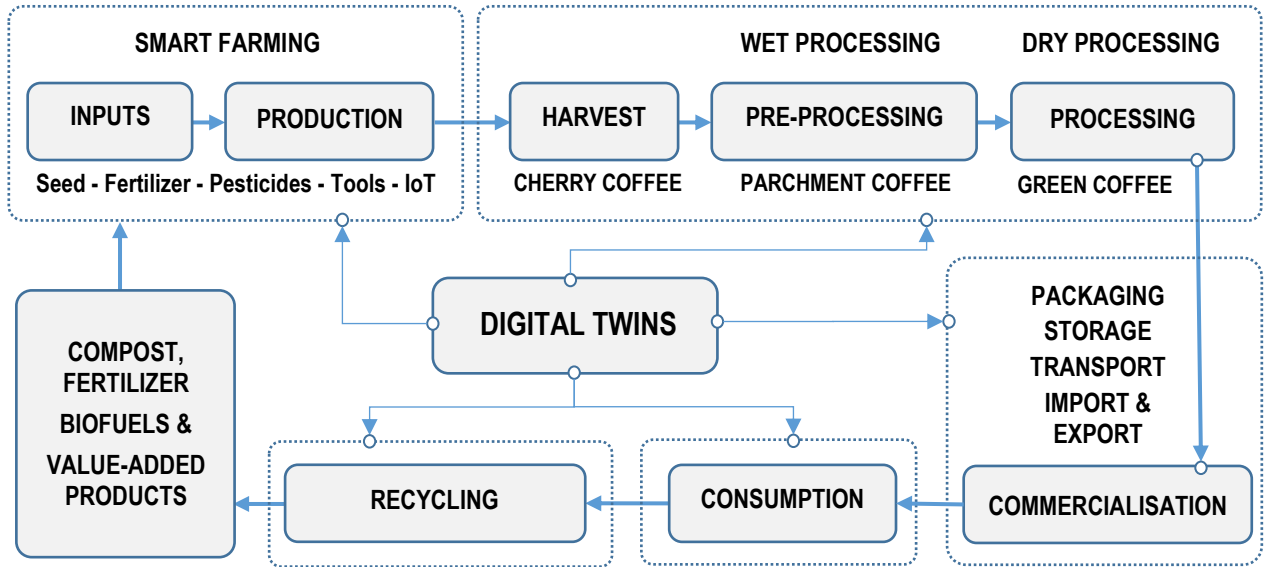 SMART FARMING
INPUTS
PRODUCTION
Seed - Fertilizer - Pesticides - Tools - IoT
WET PROCESSING
DRY PROCESSING
HARVEST
PRE-PROCESSING
PROCESSING
CHERRY COFFEE
PARCHMENT COFFEE
GREEN COFFEE
DIGITAL TWINS
PACKAGING
STORAGE
TRANSPORT
IMPORT &
EXPORT
COMMERCIALISATION
CONSUMPTION
RECYCLING
COMPOST,
FERTILIZER
BIOFUELS &
VALUE-ADDED
PRODUCTS